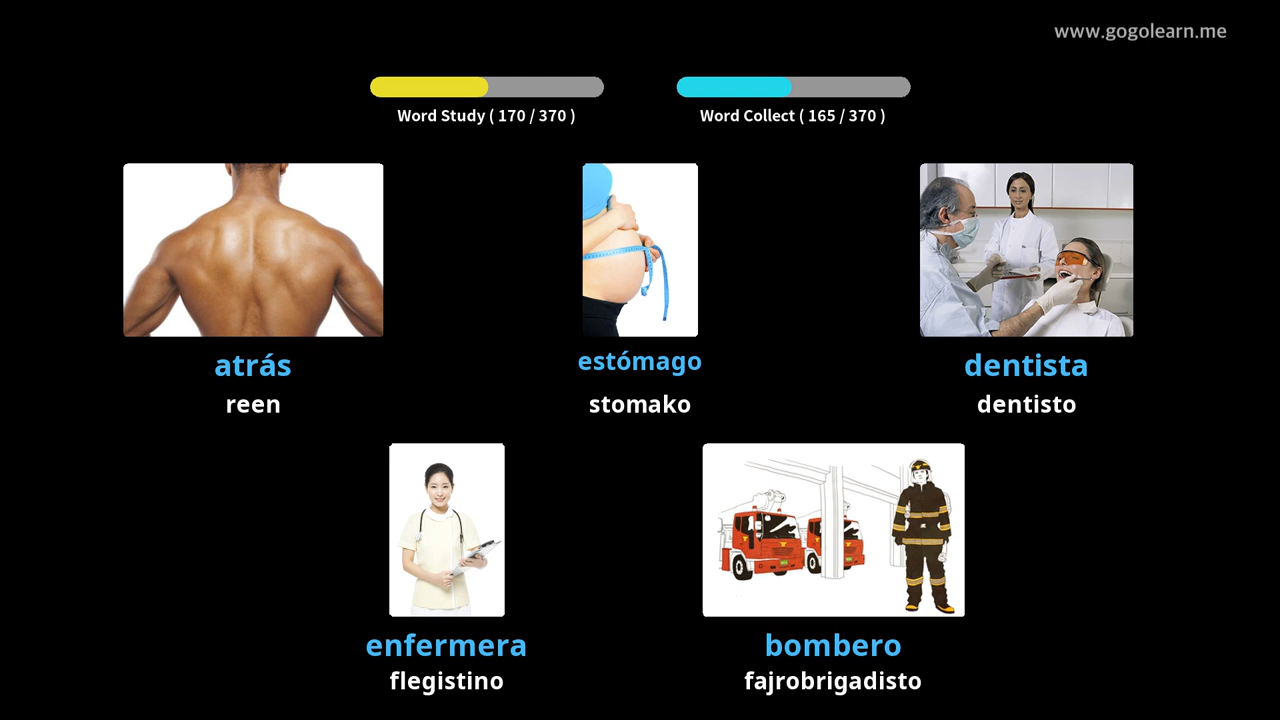 www.gogolearn.me
Word Study ( 170 / 370 )
Word Collect ( 165 / 370 )
atrás
reen
estómago
stomako
dentista
dentisto
enfermera
flegistino
bombero
fajrobrigadisto